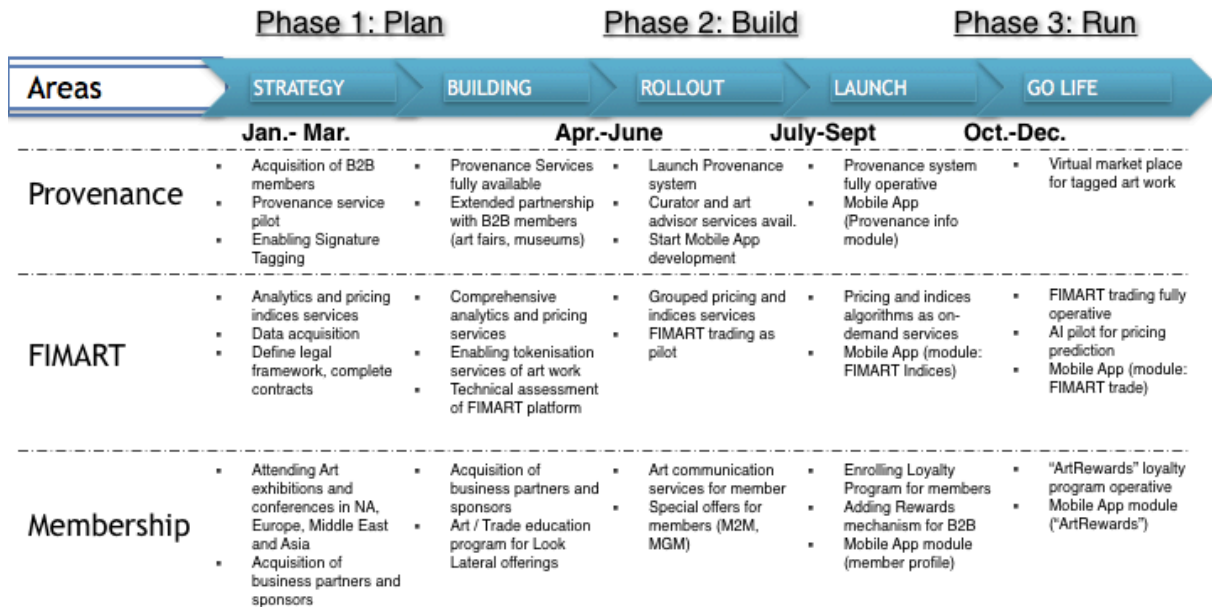 Phase 1: Plan
Phase 2: Build
Phase 3: Run
Areas
STRATEGY
BUILDING
ROLLOUT
LAUNCH
GO LIFE
Jan.- Mar.
Apr.-June
July-Sept
Oct.-Dec.
Provenance
▪ Acquisition of B2B
members
▪ Provenance service
pilot
▪ Enabling Signature
Tagging
▪ Provenance Services
fully available
▪ Extended partnership
with B2B members
(art fairs, museums)
▪ Launch Provenance
system
▪ Curator and art
advisor services avail.
▪ Start Mobile App
development
▪ Provenance system
fully operative
▪ Mobile App
(Provenance info
module)
▪ Virtual market place
for tagged art work
FIMART
▪ Analytics and pricing
indices services
▪ Data acquisition
▪ Define legal
framework, complete
contracts
▪ Comprehensive
analytics and pricing
services
▪ Enabling tokenisation
services of art work
▪ Technical assessment
of FIMART platform
▪ Grouped pricing and
indices services
▪ FIMART trading as
pilot
▪ Pricing and indices
algorithms as on-
demand services
▪ Mobile App (module:
FIMART Indices)
▪ FIMART trading fully
operative
▪ AI pilot for pricing
prediction
▪ Mobile App (module:
FIMART trade)
Membership
▪ Attending Art
exhibitions and
conferences in NA,
Europe, Middle East
and Asia
▪ Acquisition of
business partners and
sponsors
▪ Acquisition of
business partners and
sponsors
▪ Art / Trade education
program for Look
Lateral offerings
▪ Art communication
services for member
▪ Special offers for
members (M2M,
MGM)
▪ Enrolling Loyalty
Program for members
▪ Adding Rewards
mechanism for B2B
▪ Mobile App module
(member profile)
▪ “ArtRewards” loyalty
program operative
▪ Mobile App module
(“ArtRewards”)